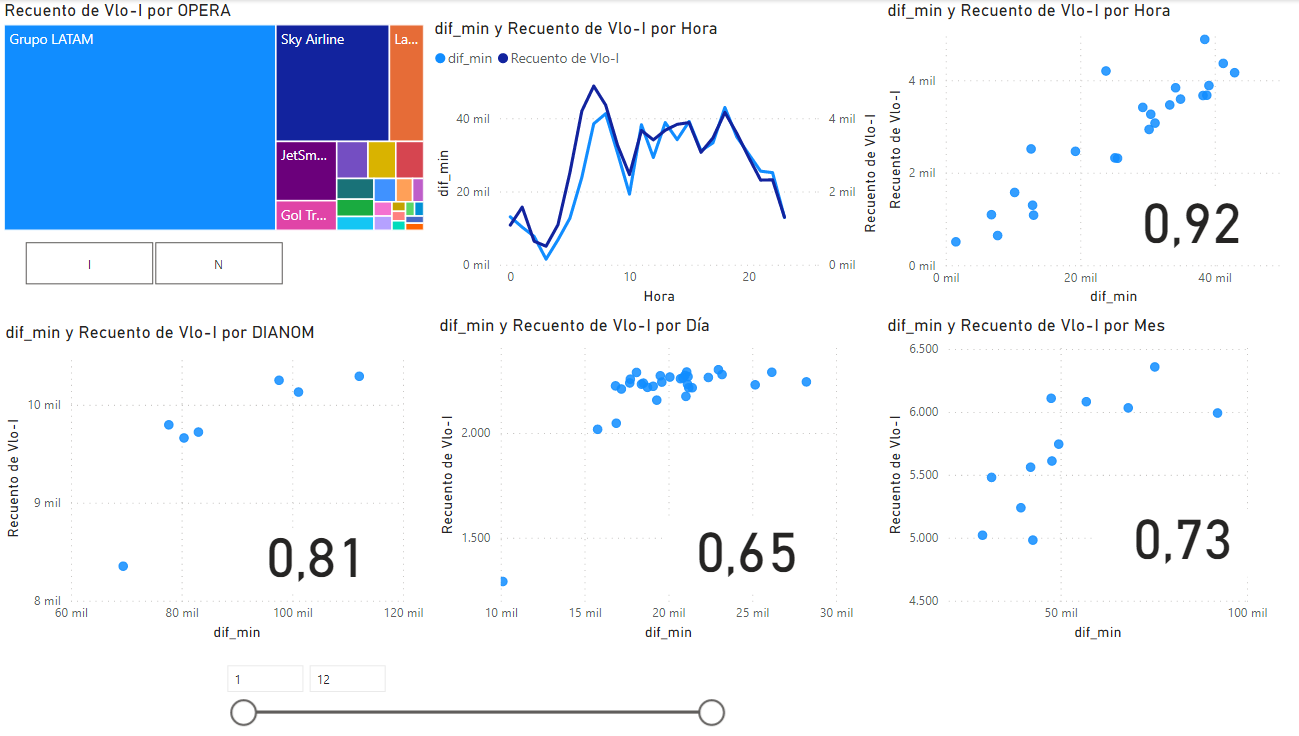 Recuento de Vlo-I por OPERA
Grupo LATAM
Sky Airline
La...
JetSm...
Gol Tr...
I
N
dif_min y Recuento de Vlo-I por Hora
dif_min Recuento de Vlo-I
40 mil
20 mil
0 mil
dif_min
4 mil
2 mil
0 mil
Recuento de Vlo-I
0 10 20
Hora
dif_min y Recuento de Vlo-I por Hora
Recuento de Vlo-I
4 mil
2 mil
0 mil
0,92
0 mil 20 mil 40 mil
dif_min
dif_min y Recuento de Vlo-I por DIANOM
Recuento de Vlo-I
10 mil
9 mil
8 mil
0,81
60 mil 80 mil 100 mil 120 mil
dif_min
dif_min y Recuento de Vlo-I por Día
Recuento de Vlo-I
2.000
1.500
0,65
10 mil 15 mil 20 mil 25 mil 30 mil
dif_min
dif_min y Recuento de Vlo-I por Mes
Recuento de Vlo-I
6.500
6.000
5.500
5.000
4.500
0,73
50 mil 100 mil
dif_min
1 12